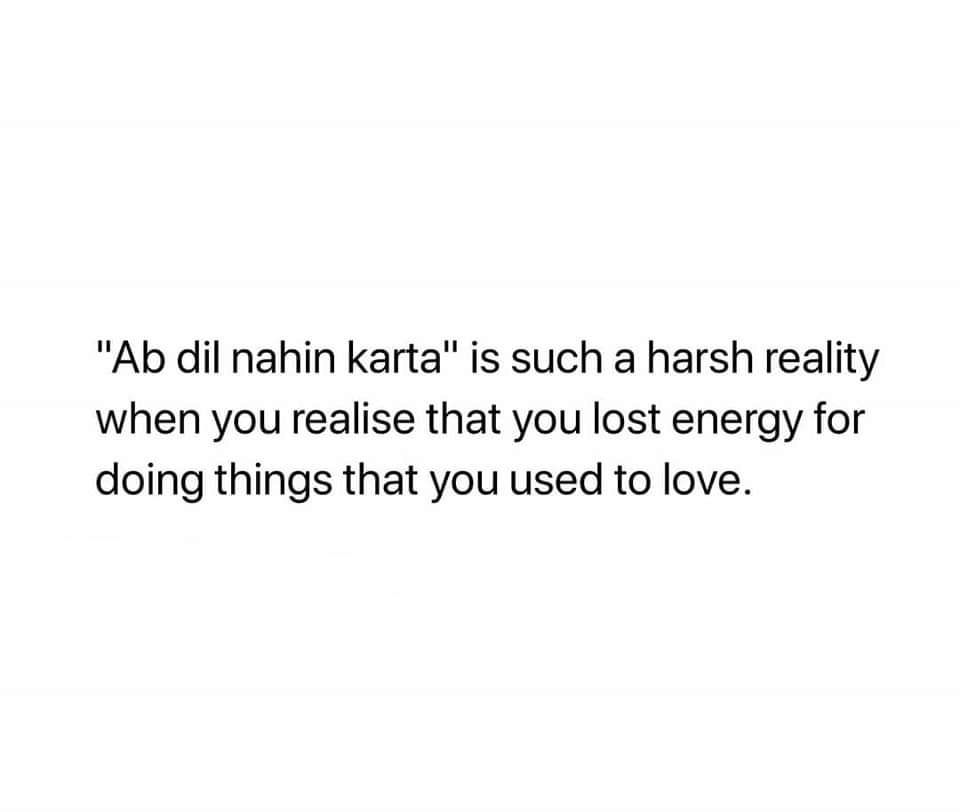 "Ab dil nahin karta" is such a harsh reality
when you realise that you lost energy for
doing things that you used to love.